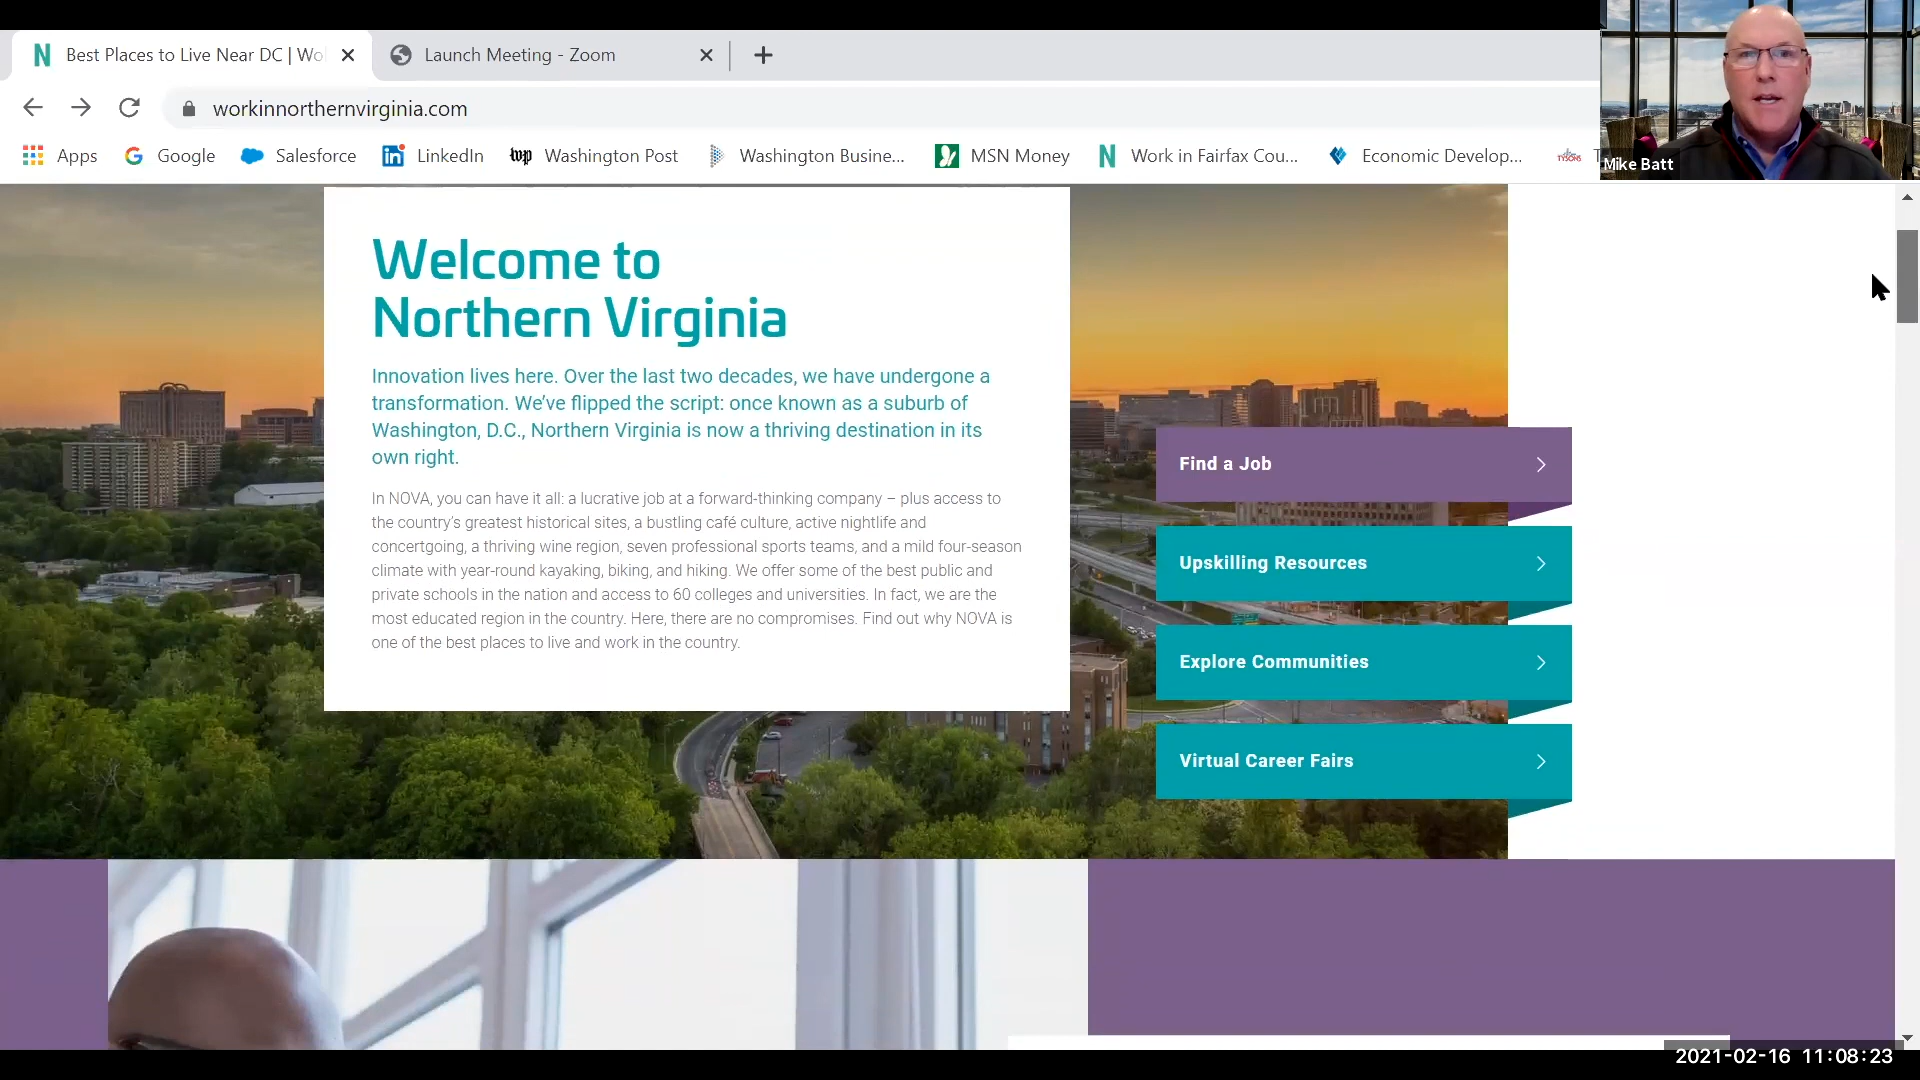 Best Places to Live Near DC | Wo
Launch Meeting - Zoom
workinnorthernvirginia.com
Apps
Google
Salesforce
LinkedIn
wp
Washington Post
Washington Busine...
MSN Money
Work in Fairfax Cou...
Economic Develop...
TYSONS
T
Mike Batt
Welcome to
Northern Virginia
Innovation lives here. Over the last two decades, we have undergone a
transformation. We’ve flipped the script: once known as a suburb of
Washington, D.C., Northern Virginia is now a thriving destination in its
own right.
In NOVA, you can have it all: a lucrative job at a forward-thinking company – plus access to
the country’s greatest historical sites, a bustling café culture, active nightlife and
concertgoing, a thriving wine region, seven professional sports teams, and a mild four-season
climate with year-round kayaking, biking, and hiking. We offer some of the best public and
private schools in the nation and access to 60 colleges and universities. In fact, we are the
most educated region in the country. Here, there are no compromises. Find out why NOVA is
one of the best places to live and work in the country.
Find a Job
Upskilling Resources
Explore Communities
Virtual Career Fairs
2021-02-16 11:08:23